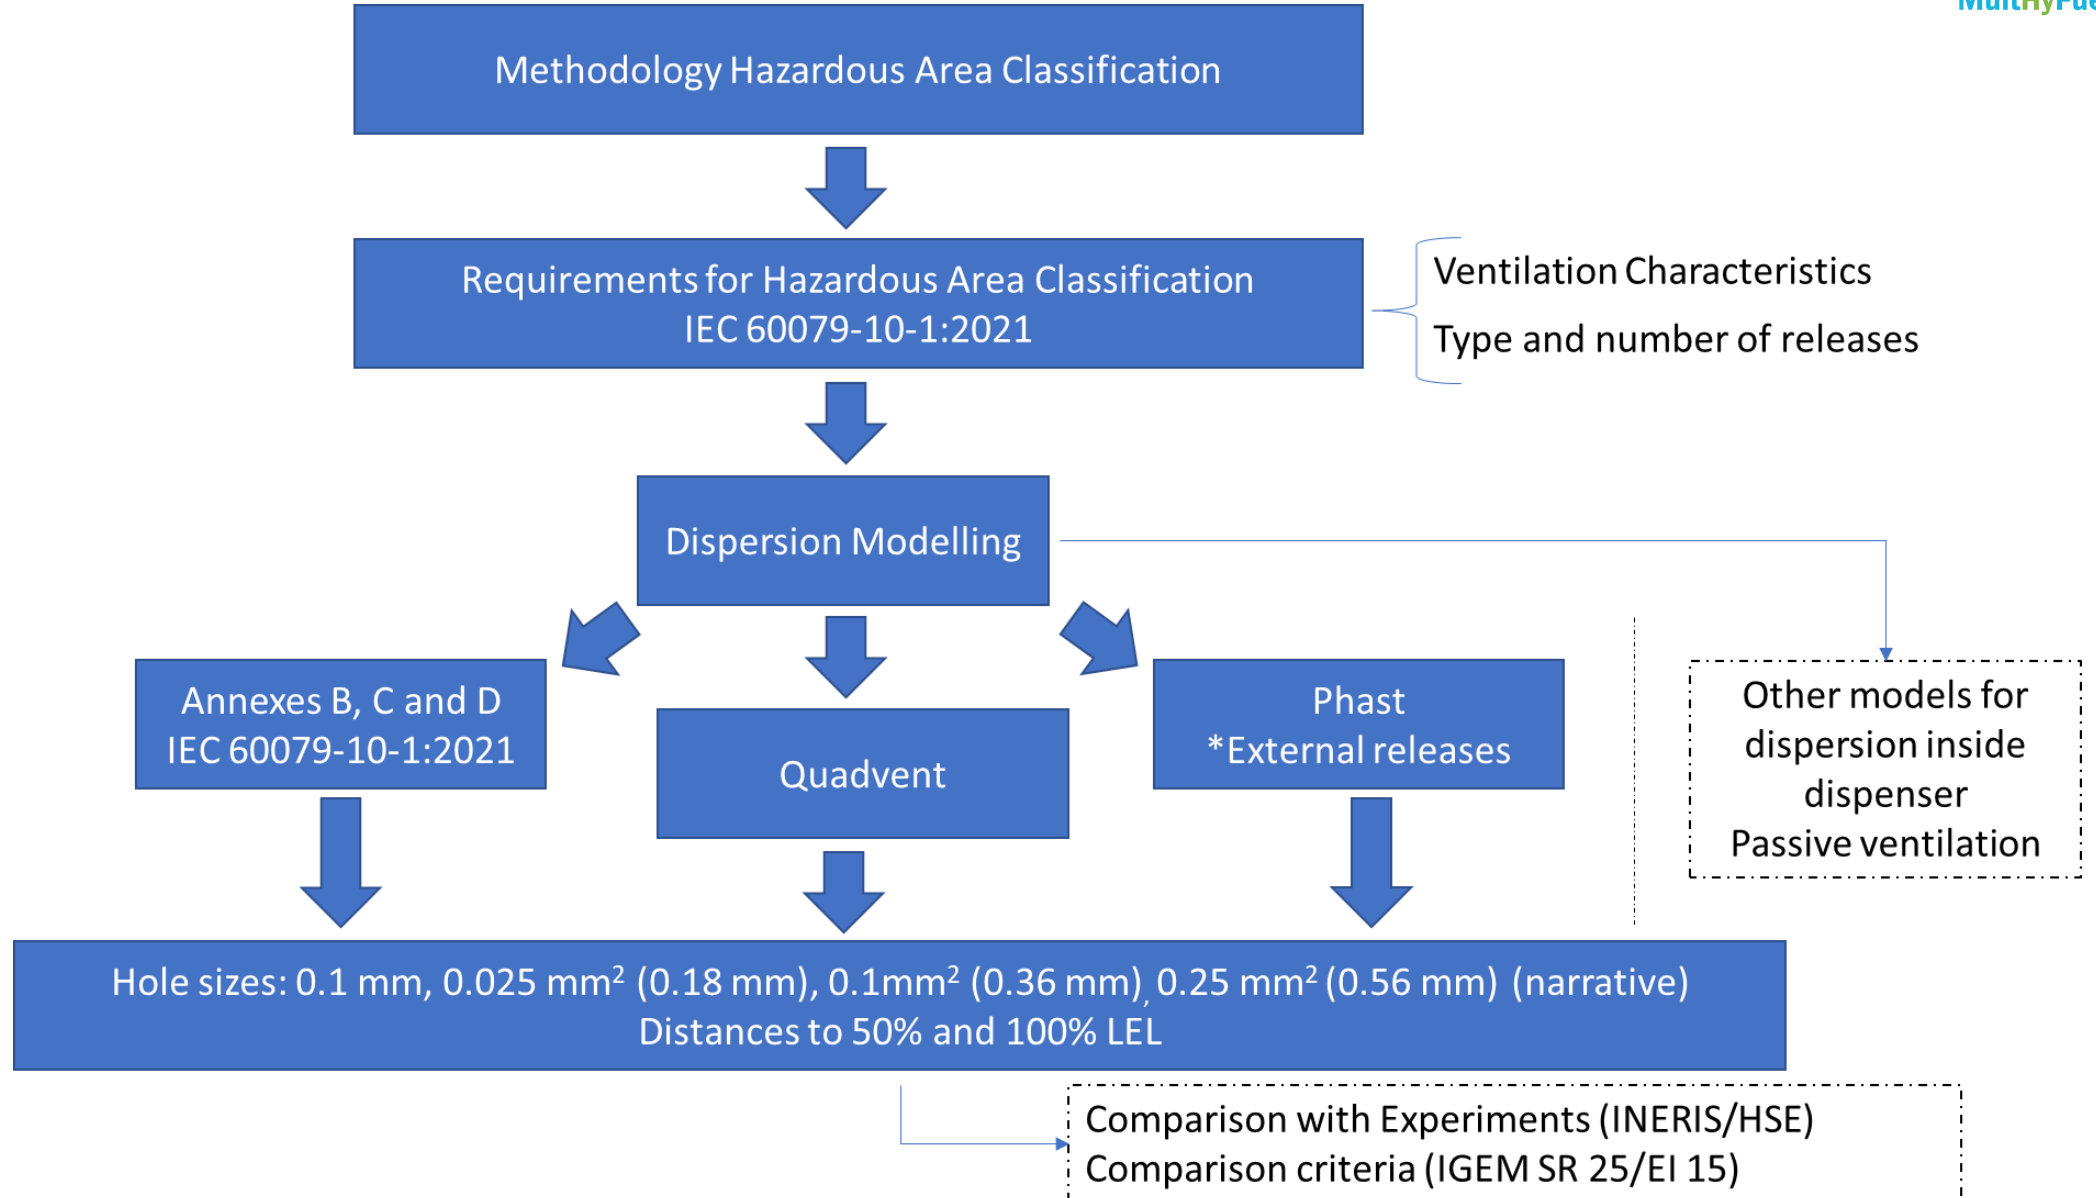 MultHyFue
Methodology Hazardous Area Classification
Requirements for Hazardous Area Classification
IEC 60079-10-1:2021
Ventilation Characteristics
Type and number of releases
Dispersion Modelling
Annexes B, C and D
IEC 60079-10-1:2021
Quadvent
Phast
*External releases
Other models for
dispersion inside
dispenser
Passive ventilation
Hole sizes: 0.1 mm, 0.025 mm² (0.18 mm), 0.1mm² (0.36 mm), 0.25 mm² (0.56 mm) (narrative)
Distances to 50% and 100% LEL
Comparison with Experiments (INERIS/HSE)
Comparison criteria (IGEM SR 25/EI 15)